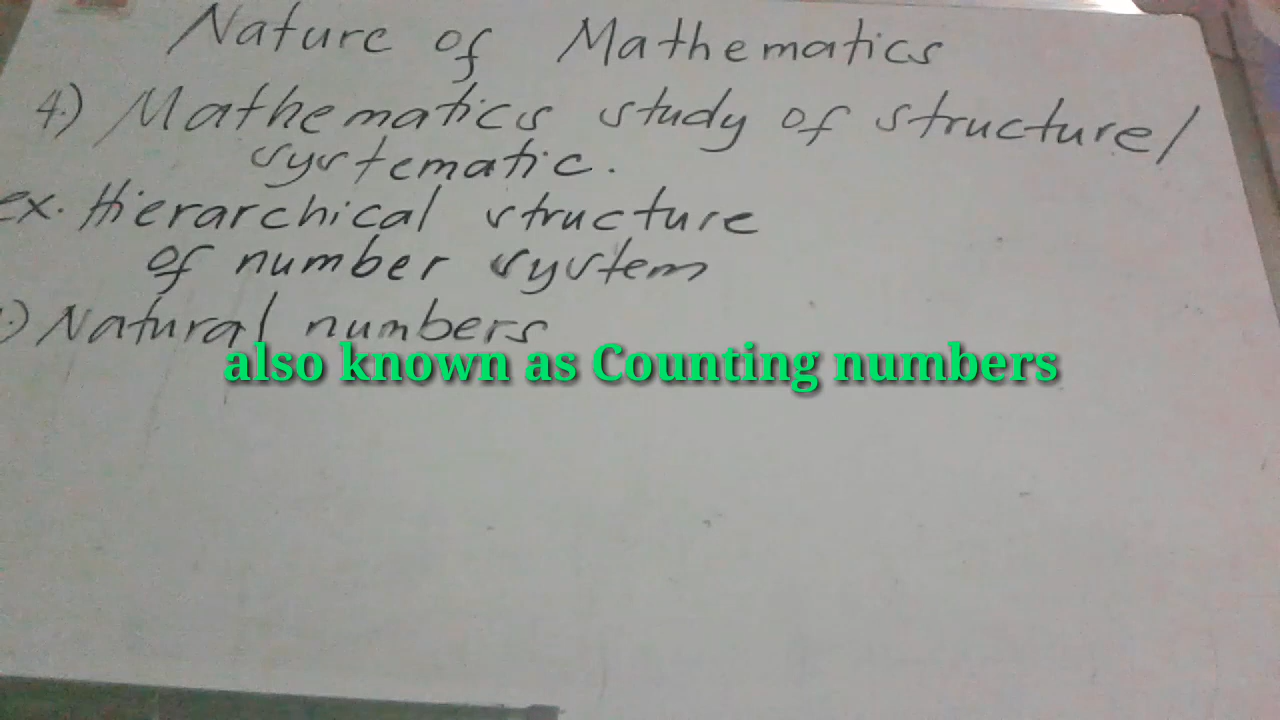 Nature of Mathematics
4.) Mathematics study of structure/
systematic.
ex. Hierarchical structure
of number system
.) Natural numbers
also known as Counting numbers